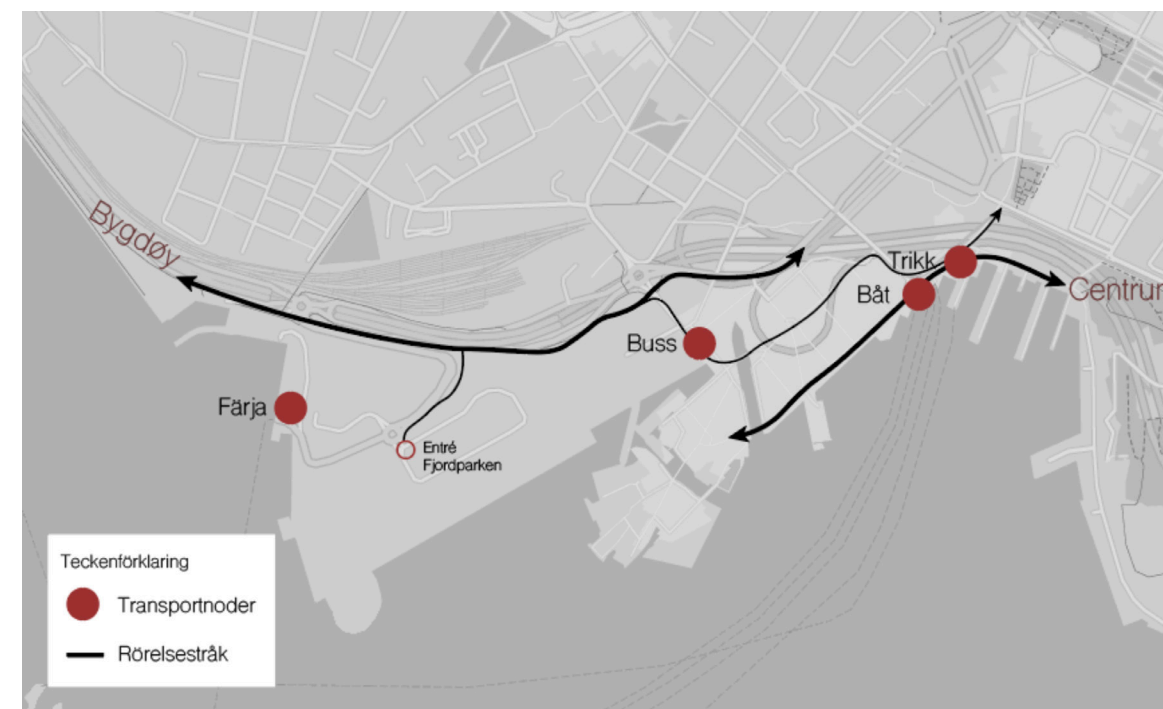 Bygdøy
Trikk
Båt
Centrum
Buss
Färja
Entré
Fjordparken
Teckenförklaring
Transportnoder
Rörelsestråk